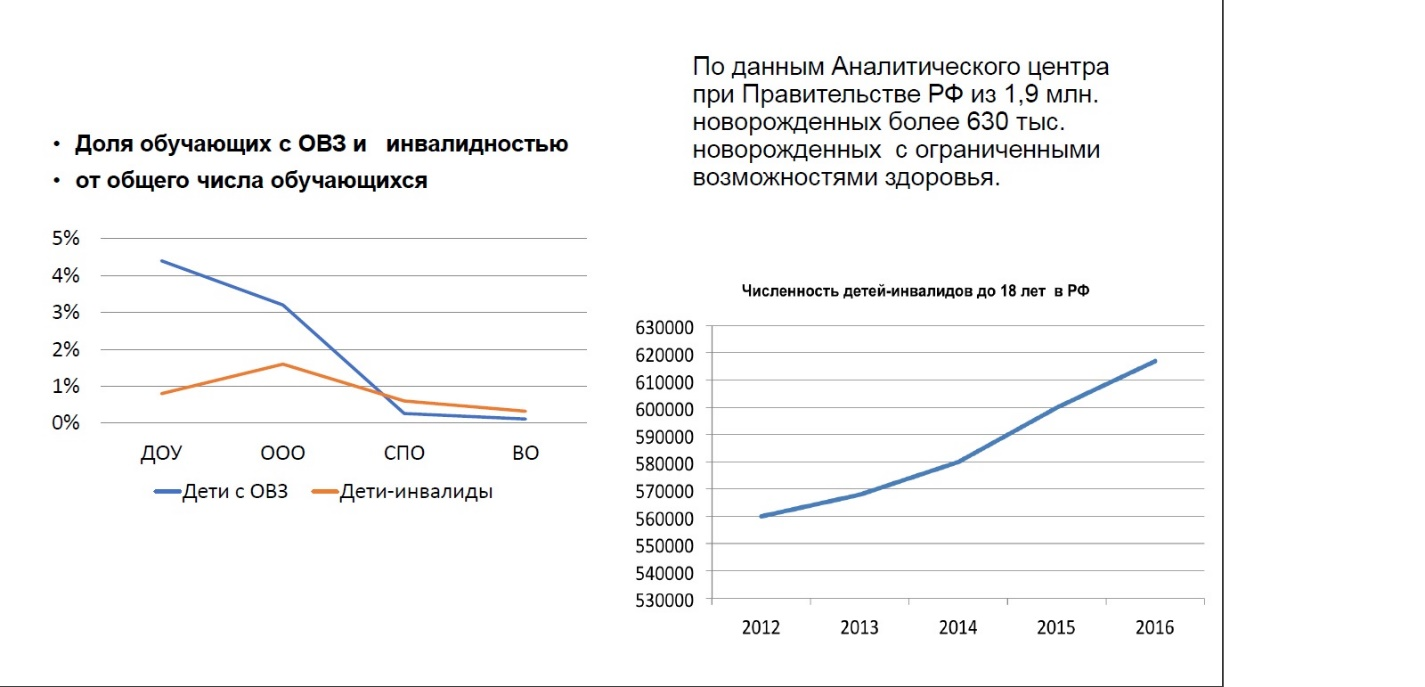 • Доля обучающих с ОВЗ и инвалидностью
• от общего числа обучающихся
5%
4%
3%
2%
1%
0%
ДОУ ООО СПО ВО
Дети с ОВЗ Дети-инвалиды
По данным Аналитического центра
при Правительстве РФ из 1,9 млн.
новорожденных более 630 тыс.
новорожденных с ограниченными
возможностями здоровья.
Численность детей-инвалидов до 18 лет в РФ
630000
620000
610000
600000
590000
580000
570000
560000
550000
540000
530000
2012 2013 2014 2015 2016